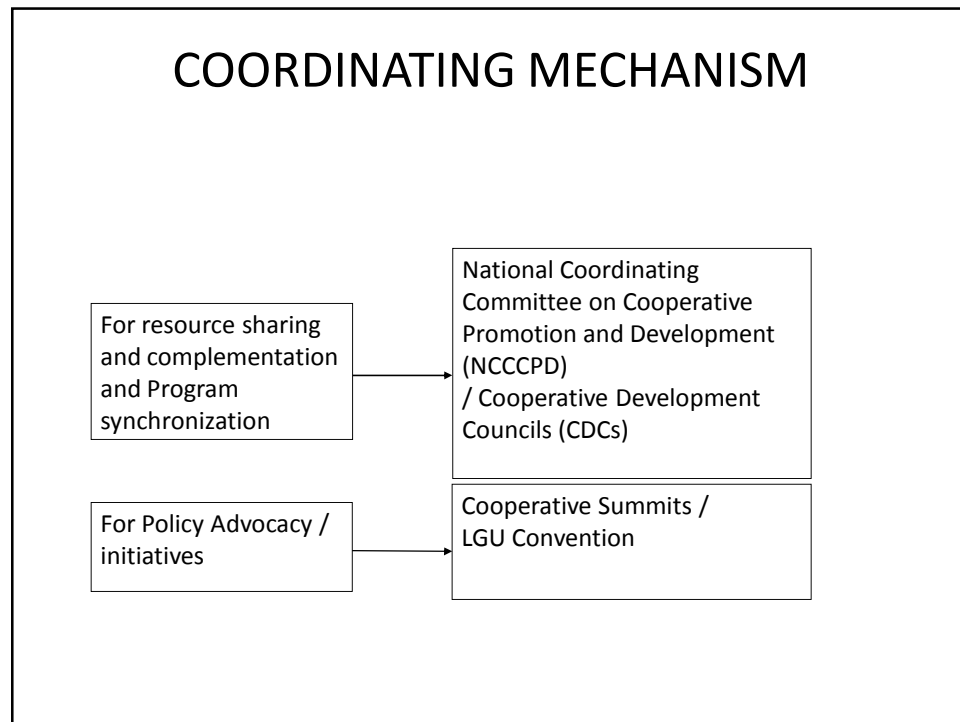 COORDINATING MECHANISM
For resource sharing
and complementation
and Program
synchronization
National Coordinating
Committee on Cooperative
Promotion and Development
(NCCCPD)
/ Cooperative Development
Councils (CDCs)
For Policy Advocacy /
initiatives
Cooperative Summits /
LGU Convention